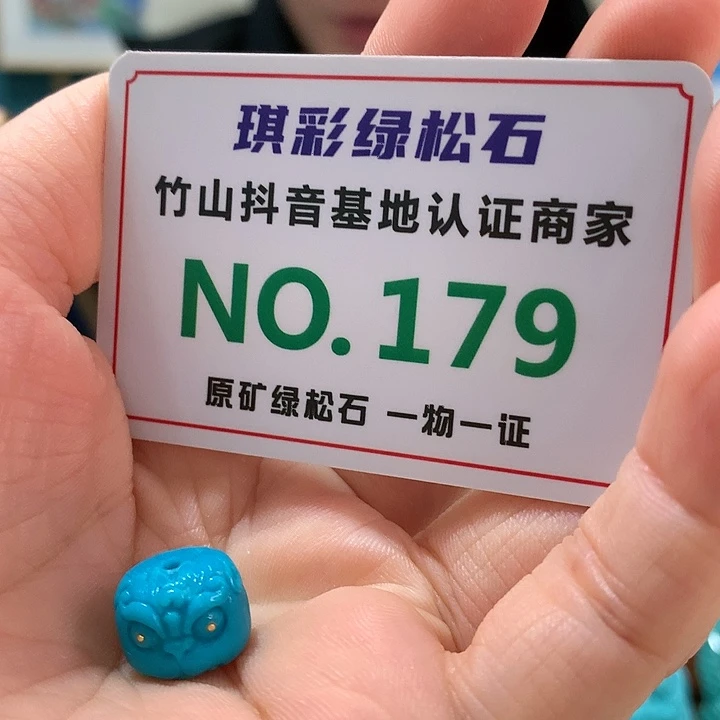 琪彩绿松石
竹山抖音基地认证商家
NO.179
原矿绿松石 一物一证